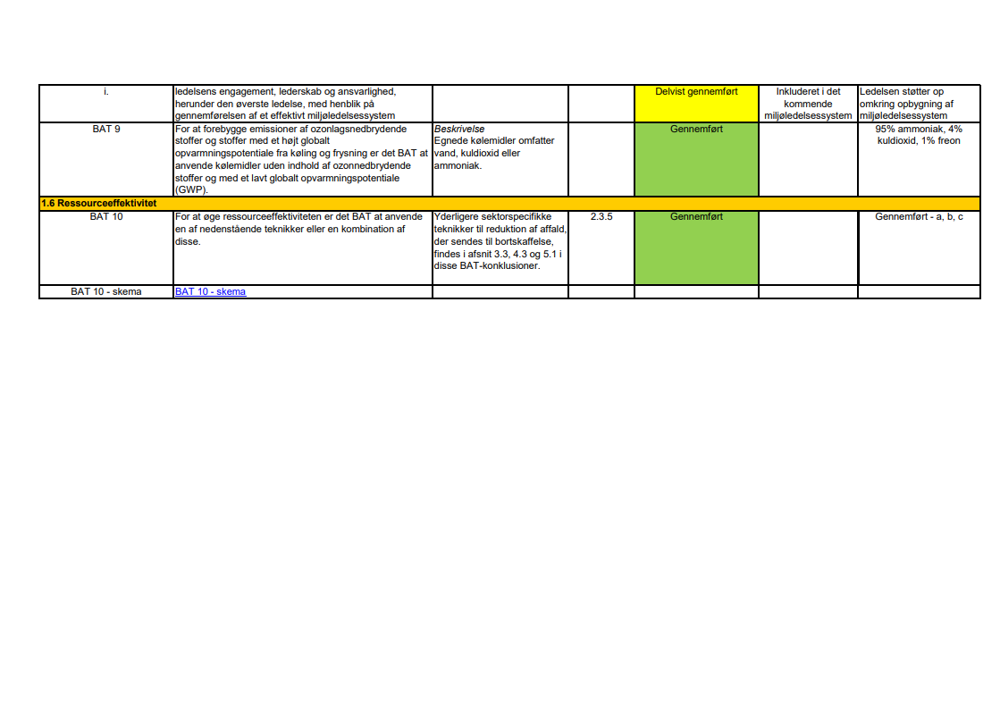 i.
ledelsens engagement, lederskab og ansvarlighed,
herunder den øverste ledelse, med henblik på
gennemførelsen af et effektivt miljøledelsessystem
Delvist gennemført
Inkluderet i det
kommende
miljøledelsessystem
Ledelsen støtter op
omkring opbygning af
miljøledelsessystem
BAT 9
For at forebygge emissioner af ozonlagsnedbrydende
stoffer og stoffer med et højt globalt
opvarmningspotentiale fra køling og frysning er det BAT at
anvende kølemidler uden indhold af ozonnedbrydende
stoffer og med et lavt globalt opvarmningspotentiale
(GWP).
Beskrivelse
Egnede kølemidler omfatter
vand, kuldioxid eller
ammoniak.
Gennemført
95% ammoniak, 4%
kuldioxid, 1% freon
1.6 Ressourceeffektivitet
BAT 10
For at øge ressourceeffektiviteten er det BAT at anvende
en af nedenstående teknikker eller en kombination af
disse.
Yderligere sektorspecifikke
teknikker til reduktion af affald,
der sendes til bortskaffelse,
findes i afsnit 3.3, 4.3 og 5.1 i
disse BAT-konklusioner.
2.3.5
Gennemført
Gennemført - a, b, c
BAT 10 - skema
BAT 10 - skema